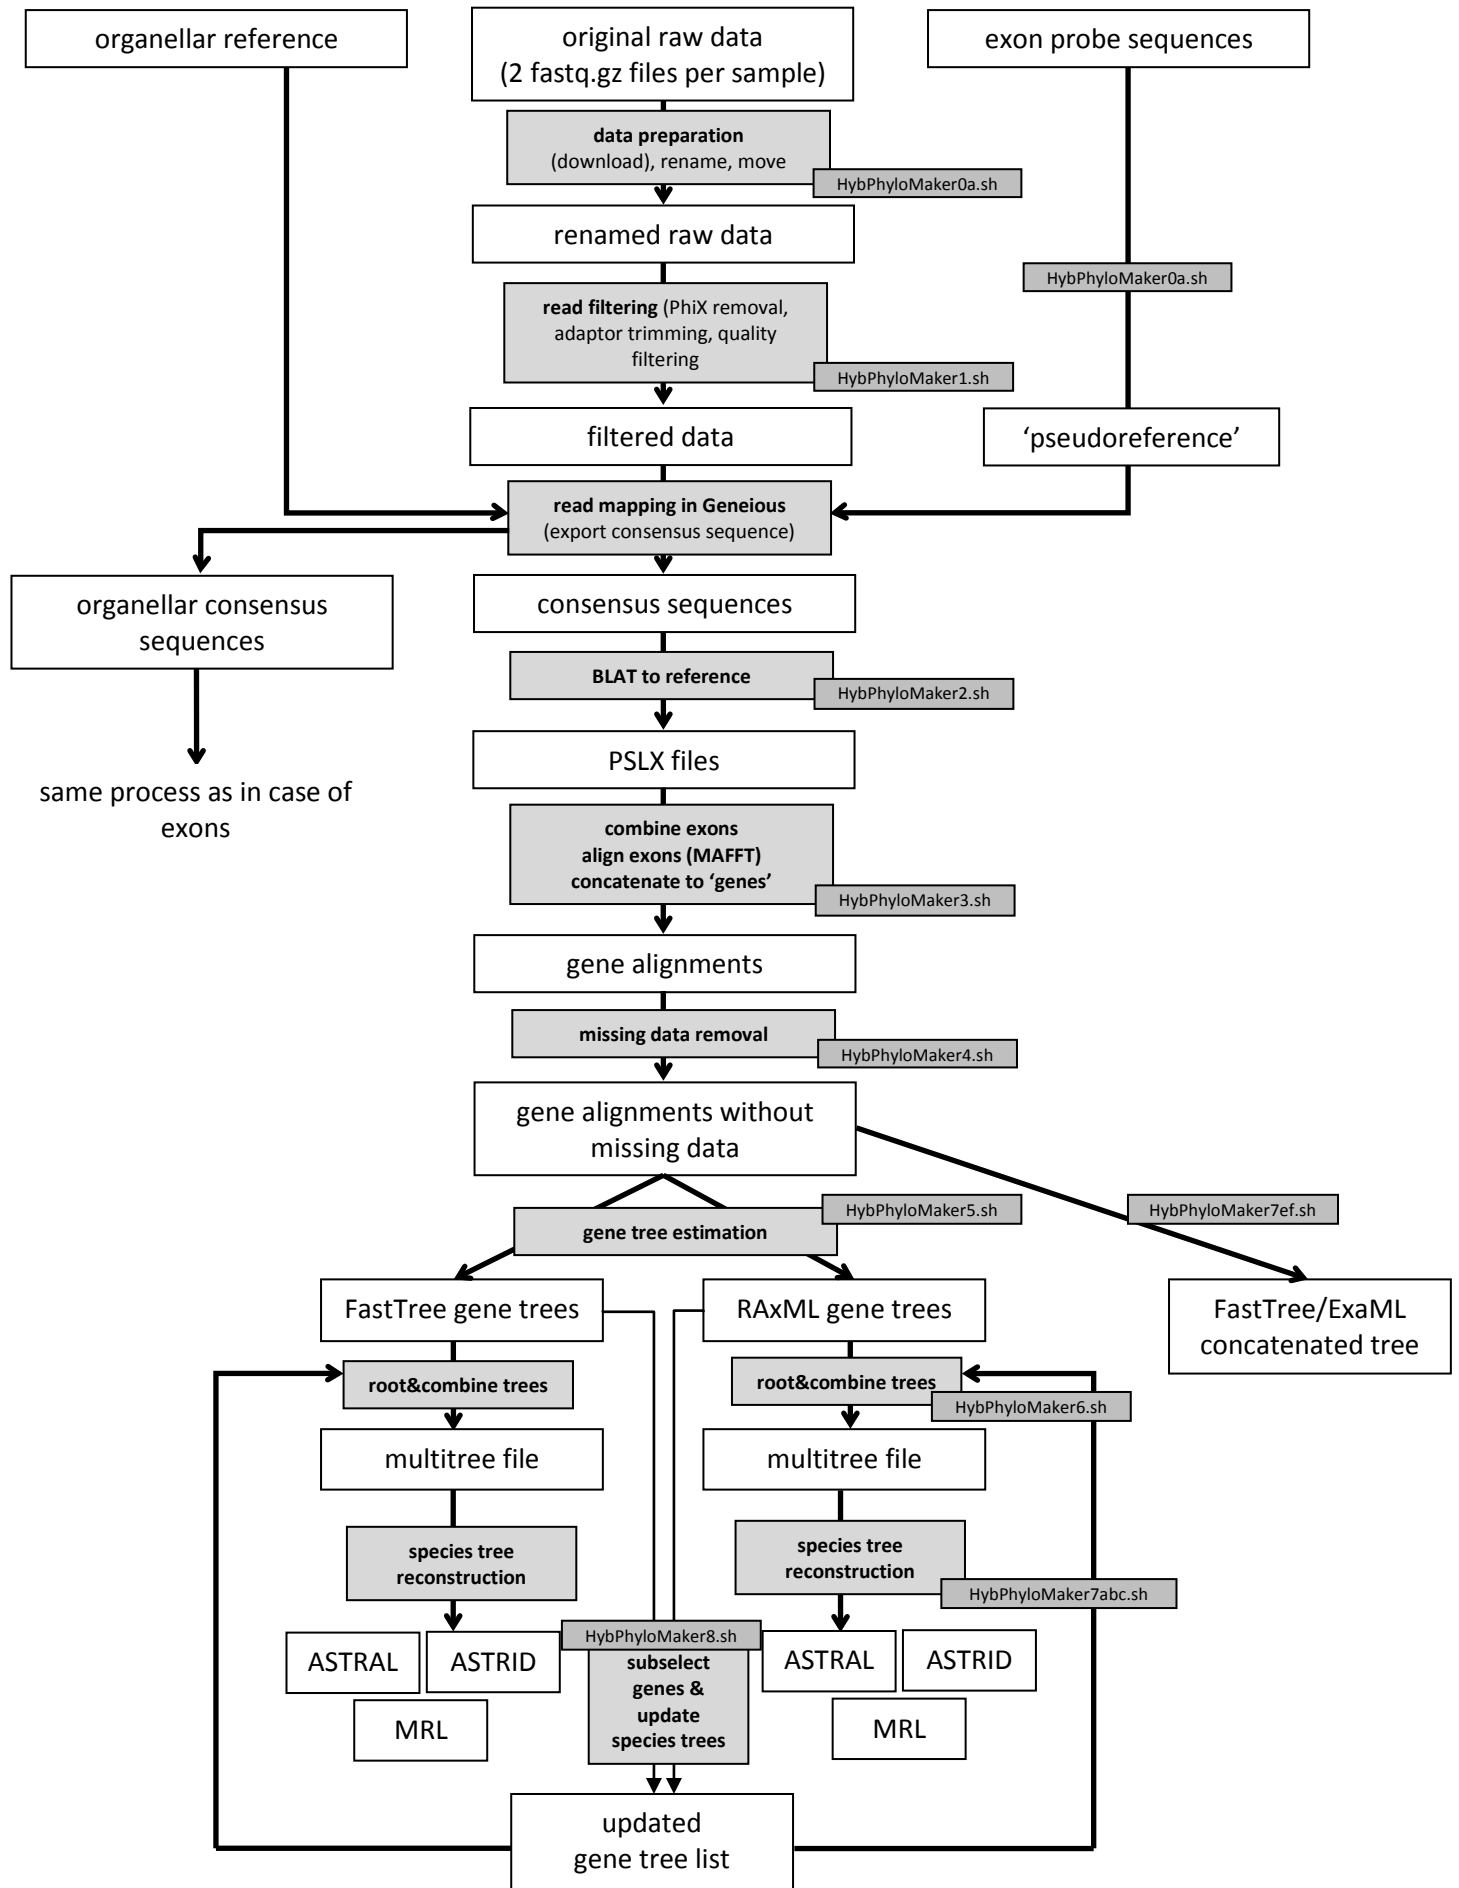 organellar reference
original raw data
(2 fastq.gz files per sample)
exon probe sequences
data preparation
(download), rename, move
HybPhyloMaker0a.sh
renamed raw data
HybPhyloMaker0a.sh
read filtering (PhiX removal,
adaptor trimming, quality
filtering
HybPhyloMaker1.sh
filtered data
‘pseudoreference’
read mapping in Geneious
(export consensus sequence)
organellar consensus
sequences
consensus sequences
BLAT to reference
HybPhyloMaker2.sh
PSLX files
same process as in case of
exons
combine exons
align exons (MAFFT)
concatenate to ‘genes’
HybPhyloMaker3.sh
gene alignments
missing data removal
HybPhyloMaker4.sh
gene alignments without
missing data
HybPhyloMaker5.sh
HybPhyloMaker7ef.sh
gene tree estimation
FastTree gene trees
RAxML gene trees
FastTree/ExaML
concatenated tree
root&combine trees
root&combine trees
HybPhyloMaker6.sh
multitree file
multitree file
species tree
reconstruction
species tree
reconstruction
HybPhyloMaker7abc.sh
HybPhyloMaker8.sh
ASTRAL
ASTRID
MRL
subselect
genes &
update
species trees
ASTRAL
ASTRID
MRL
updated
gene tree list